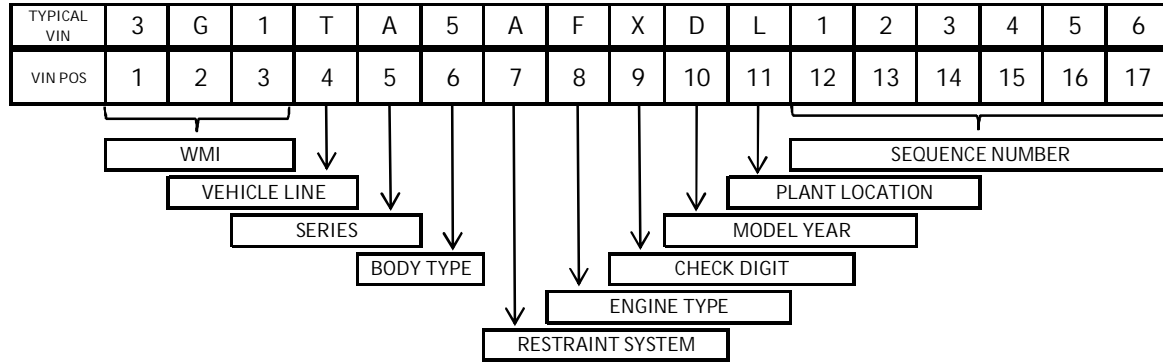 TYPICAL VIN 3 G 1 T A 5 A F X D L 1 2 3 4 5 6
VIN POS 1 2 3 4 5 6 7 8 9 10 11 12 13 14 15 16 17
WMI SEQUENCE NUMBER
VEHICLE LINE PLANT LOCATION
SERIES MODEL YEAR
BODY TYPE CHECK DIGIT
ENGINE TYPE
RESTRAINT SYSTEM